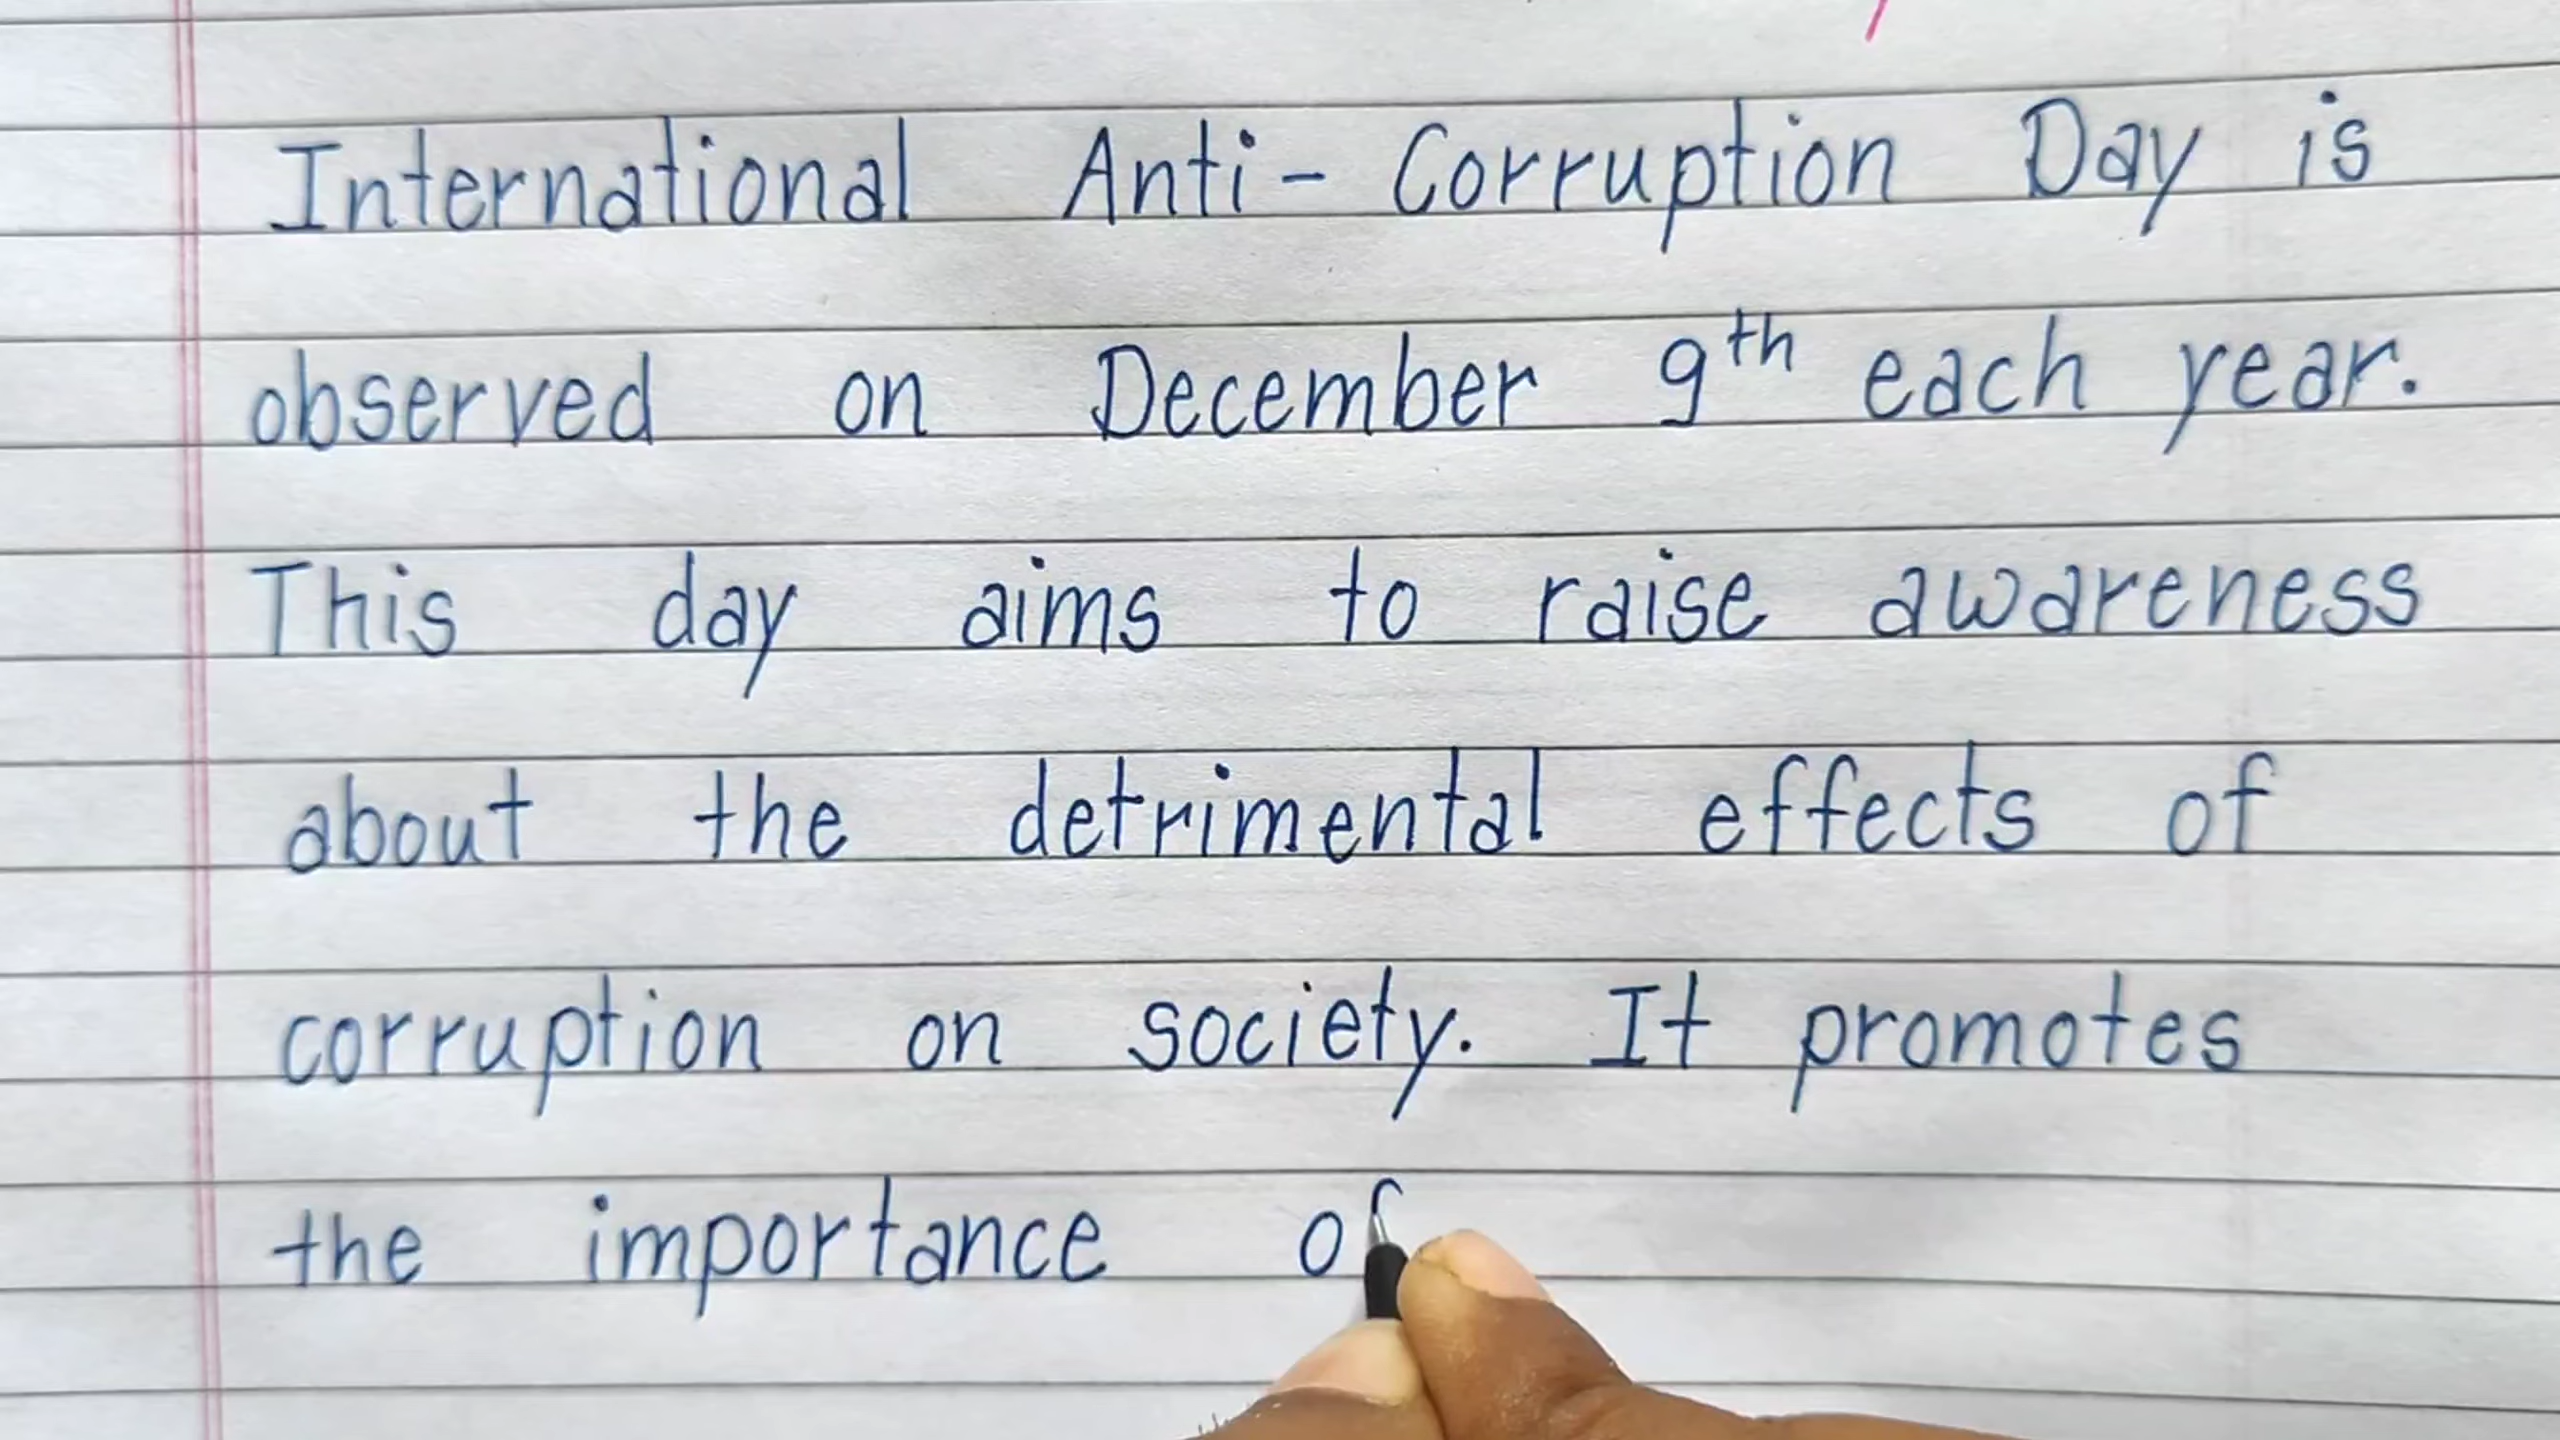 International Anti-Corruption Day is
observed on December 9th each year.
This day aims to raise awareness
about the detrimental effects of
corruption on society. It promotes
the importance of